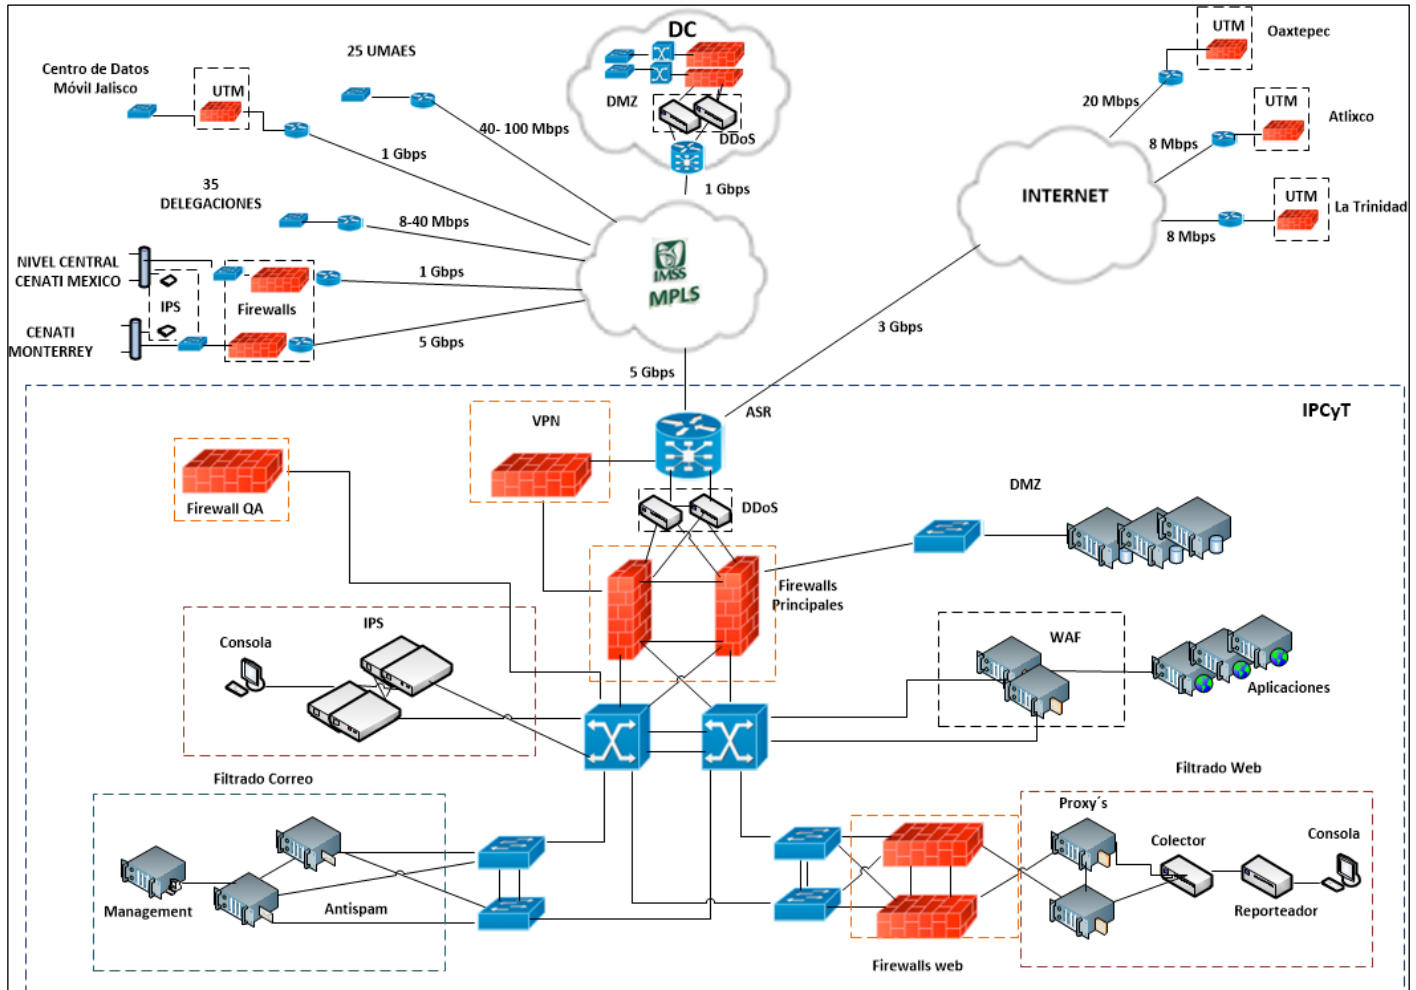 DC
DMZ
DDoS
1 Gbps
25 UMAES
40- 100 Mbps
Centro de Datos
Móvil Jalisco
UTM
1 Gbps
35
DELEGACIONES
8-40 Mbps
NIVEL CENTRAL
CENATI MEXICO
IPS
Firewalls
1 Gbps
CENATI
MONTERREY
5 Gbps
IMSS
MPLS
5 Gbps
UTM
Oaxtepec
20 Mbps
UTM
Atlixco
8 Mbps
INTERNET
UTM
La Trinidad
8 Mbps
3 Gbps
IPCyT
ASR
VPN
Firewall QA
DDoS
DMZ
Firewalls
Principales
IPS
Consola
WAF
Aplicaciones
Filtrado Correo
Management
Antispam
Filtrado Web
Proxy´s
Colector
Consola
Reporteador
Firewalls web